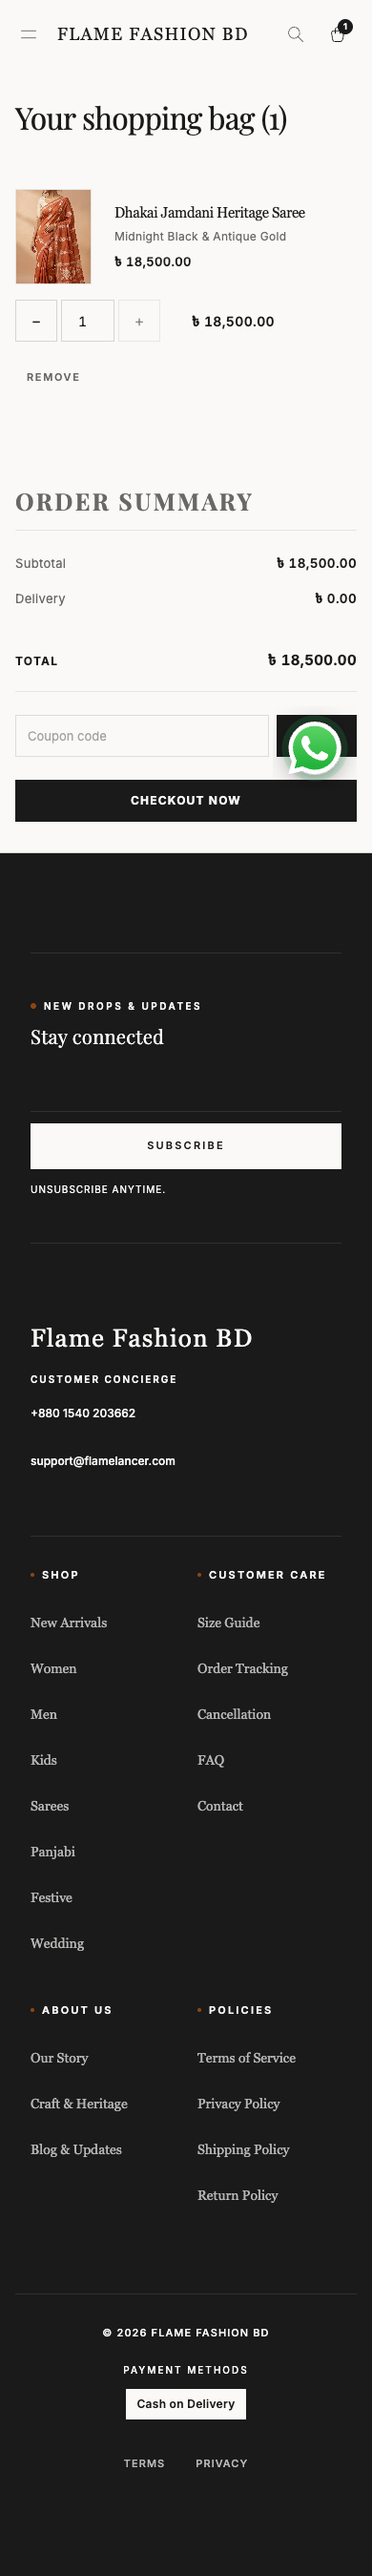 FLAME FASHION BD
1
Your shopping bag (1)
Dhakai Jamdani Heritage Saree
Midnight Black & Antique Gold
৳ 18,500.00
− 1 + ৳ 18,500.00
REMOVE
ORDER SUMMARY
Subtotal ৳ 18,500.00
Delivery ৳ 0.00
TOTAL ৳ 18,500.00
Coupon code
CHECKOUT NOW
NEW DROPS & UPDATES
Stay connected
SUBSCRIBE
UNSUBSCRIBE ANYTIME.
Flame Fashion BD
CUSTOMER CONCIERGE
+880 1540 203662
support@flamelancer.com
SHOP
New Arrivals
Women
Men
Kids
Sarees
Panjabi
Festive
Wedding
CUSTOMER CARE
Size Guide
Order Tracking
Cancellation
FAQ
Contact
ABOUT US
Our Story
Craft & Heritage
Blog & Updates
POLICIES
Terms of Service
Privacy Policy
Shipping Policy
Return Policy
© 2026 FLAME FASHION BD
PAYMENT METHODS
Cash on Delivery
TERMS PRIVACY